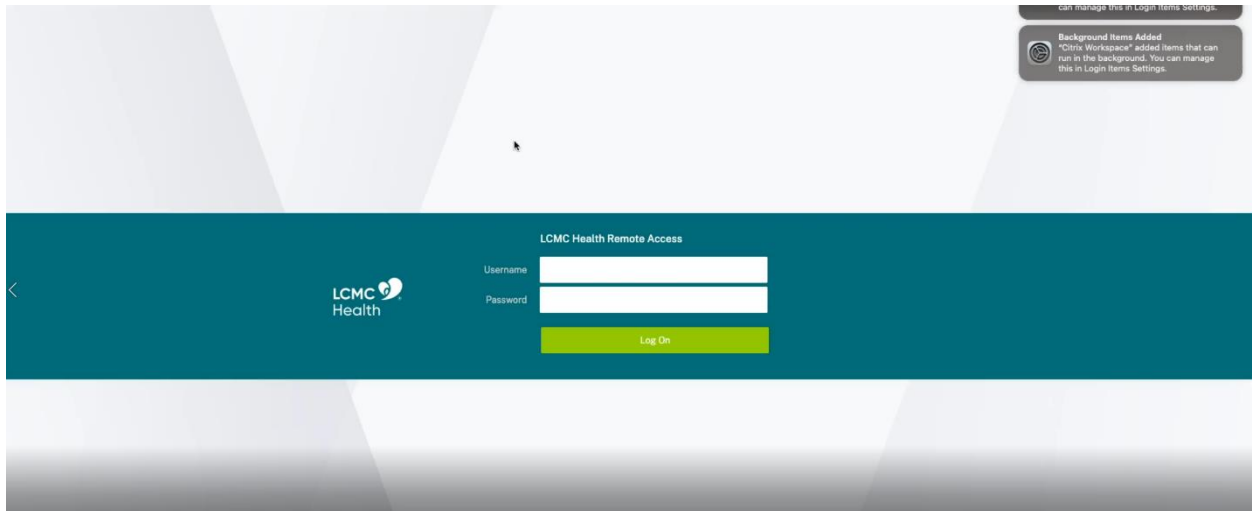 can manage this in Login Items Settings.
Background Items Added
"Citrix Workspace" added items that can
run in the background. You can manage
this in Login Items Settings.
LCMC Health Remote Access
Username
Password
LCMC
Health
Log On